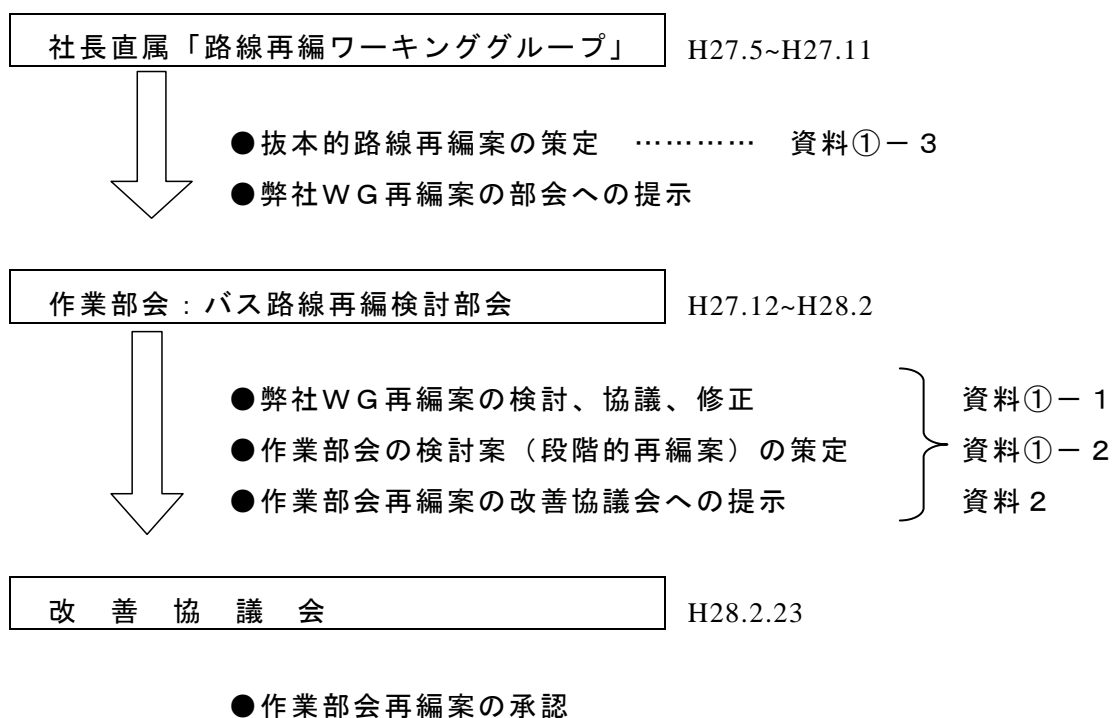 社長直属「路線再編ワーキンググループ」 H27.5~H27.11
●抜本的路線再編案の策定 ………… 資料①－３
●弊社ＷＧ再編案の部会への提示
作業部会：バス路線再編検討部会 H27.12~H28.2
●弊社ＷＧ再編案の検討、協議、修正 資料①－１
●作業部会の検討案（段階的再編案）の策定 資料①－２
●作業部会再編案の改善協議会への提示 資料２
改　善　協　議　会 H28.2.23
●作業部会再編案の承認